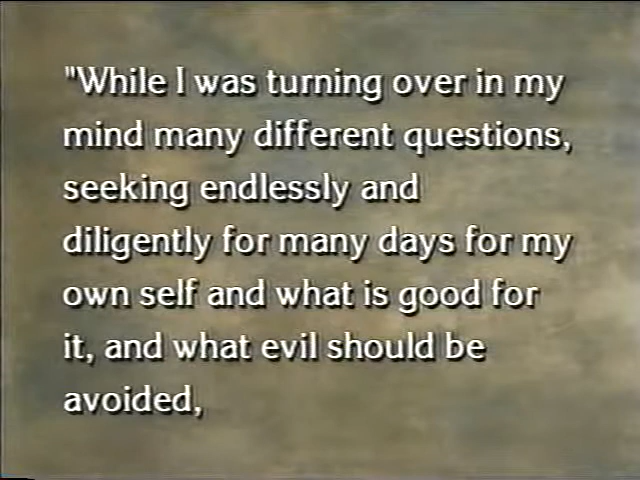 "While I was turning over in my
mind many different questions,
seeking endlessly and
diligently for many days for my
own self and what is good for
it, and what evil should be
avoided,